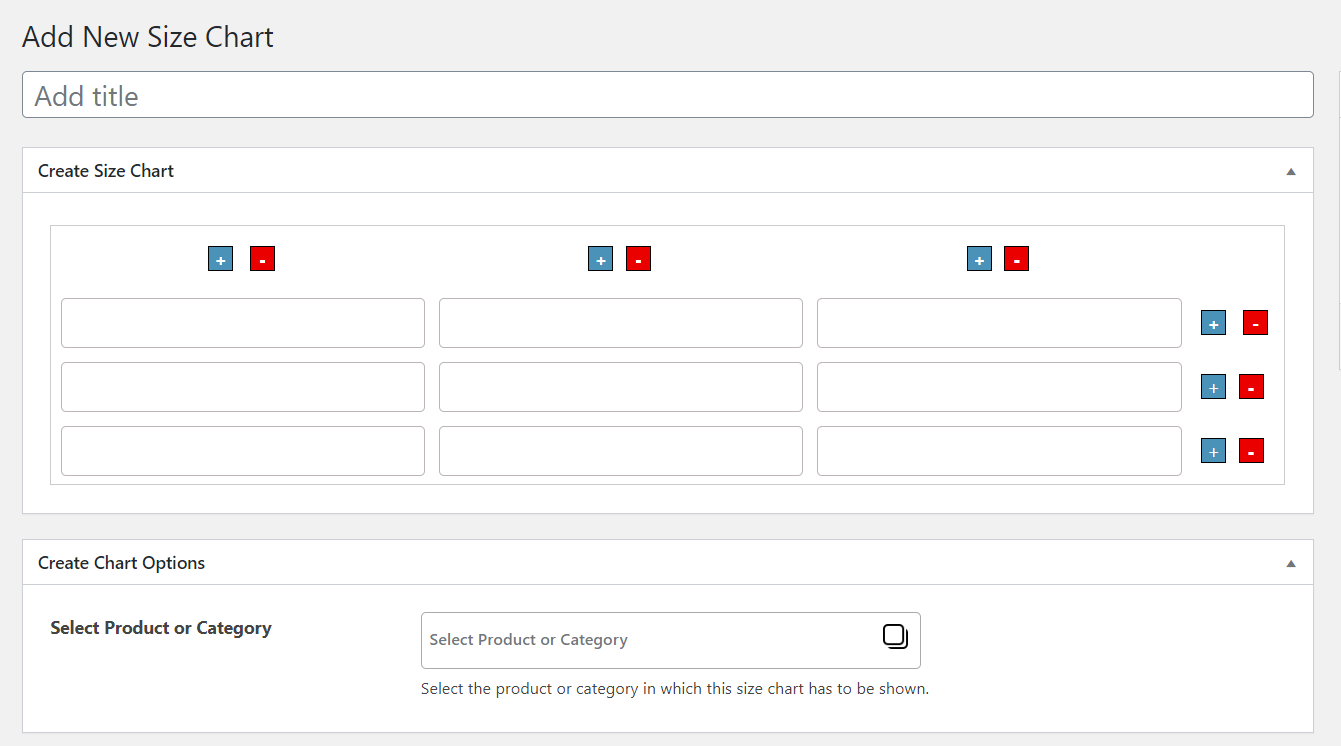 Add New Size Chart
Add title
Create Size Chart
+ - + - + -
+ -
+ -
+ -
Create Chart Options
Select Product or Category
Select Product or Category
Select the product or category in which this size chart has to be shown.